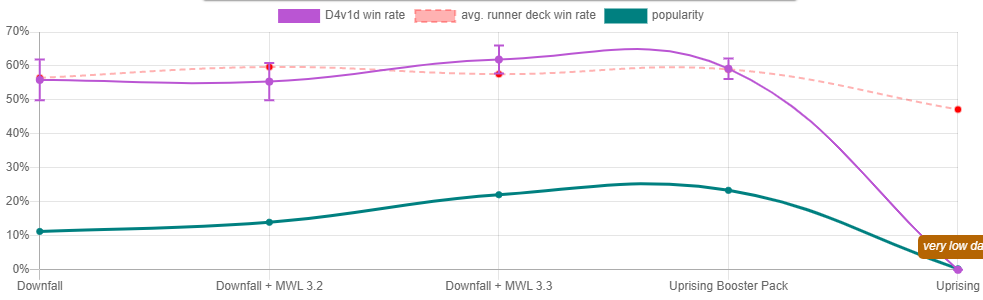 D4v1d win rate avg. runner deck win rate popularity
70%
60%
50%
40%
30%
20%
10%
very low da
0%
Downfall Downfall + MWL 3.2 Downfall + MWL 3.3 Uprising Booster Pack Uprising